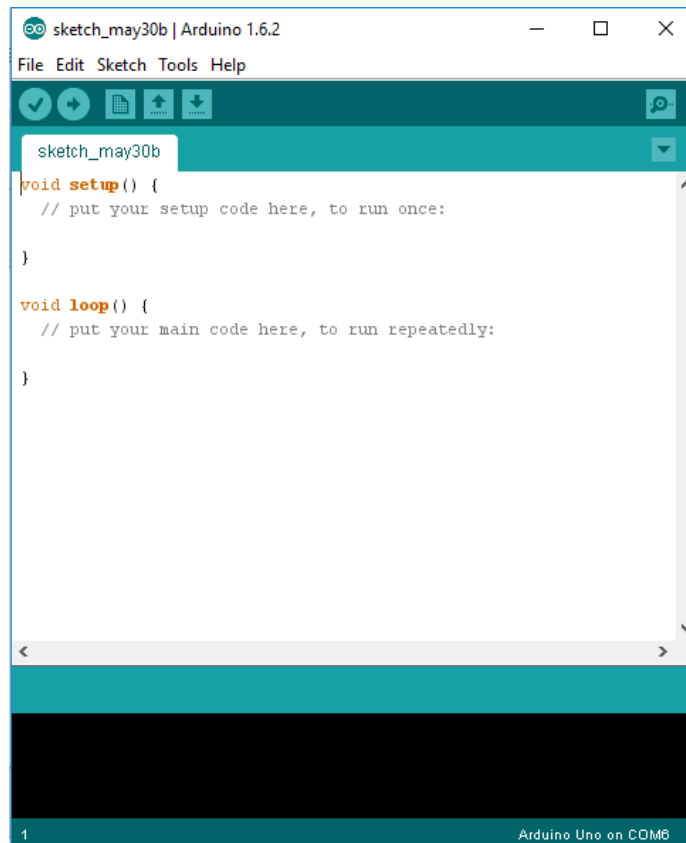 sketch_may30b | Arduino 1.6.2
File Edit Sketch Tools Help
sketch_may30b
void setup() {
  // put your setup code here, to run once:
}
void loop() {
  // put your main code here, to run repeatedly:
}
1 Arduino Uno on COM6